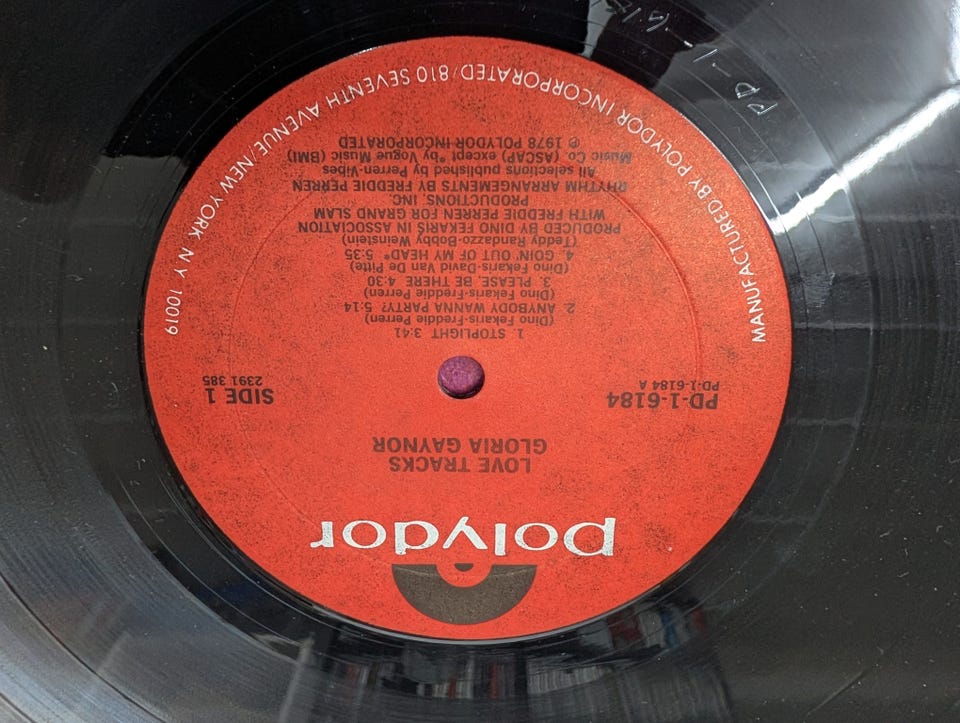 polydor
LOVE TRACKS
GLORIA GAYNOR
PD-1-6184
PD-1-6184 A
SIDE 1
2391 385
1. STOPLIGHT 3:41
(Dino Fekaris-Freddie Perren)
2. ANYBODY WANNA PARTY? 5:14
(Dino Fekaris-Freddie Perren)
3. PLEASE, BE THERE 4:30
(Dino Fekaris-David Van De Pitte)
4. GOIN' OUT OF MY HEAD* 5:35
(Teddy Randazzo-Bobby Weinstein)
PRODUCED BY DINO FEKARIS IN ASSOCIATION
WITH FREDDIE PERREN FOR GRAND SLAM
PRODUCTIONS, INC.
RHYTHM ARRANGEMENTS BY FREDDIE PERREN
All selections published by Perren-Vibes
Music Co. (ASCAP) except * by Vogue Music (BMI)
℗ 1978 POLYDOR INCORPORATED
MANUFACTURED BY POLYDOR INCORPORATED/810 SEVENTH AVENUE/NEW YORK N Y 10019